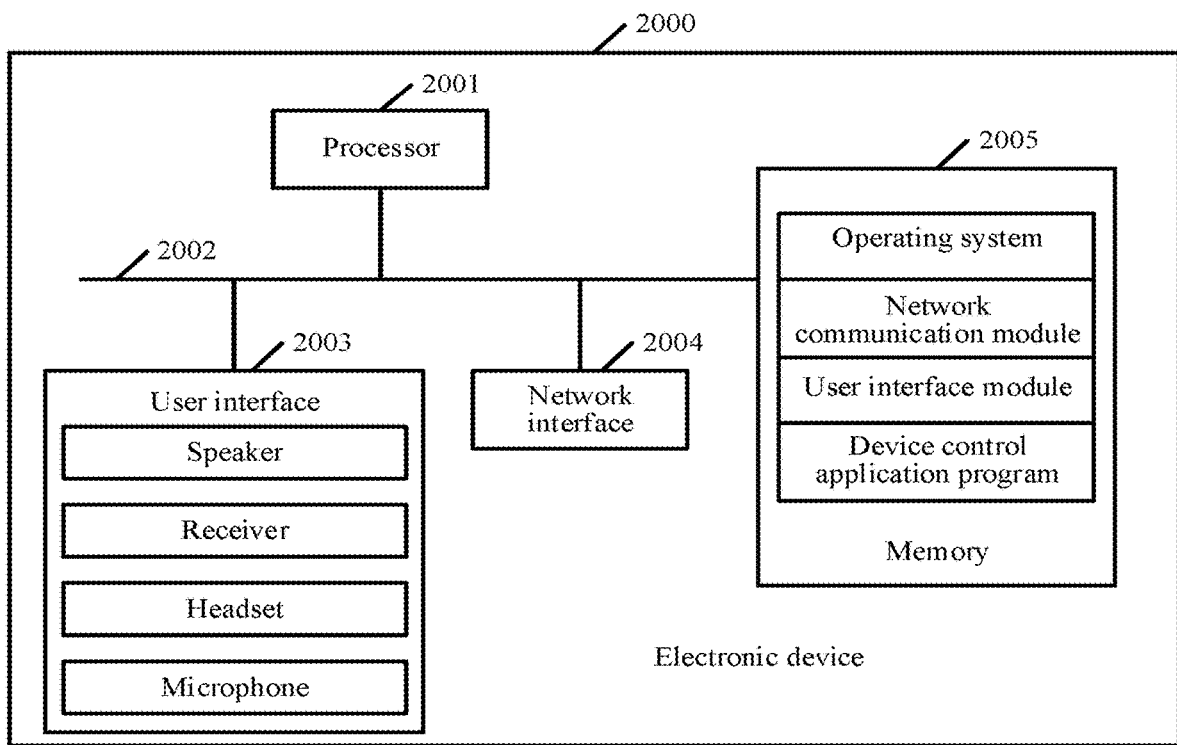 2000
2001
Processor
2005
Operating system
Network
communication module
User interface module
Device control
application program
Memory
2002
2003
User interface
Speaker
Receiver
Headset
Microphone
2004
Network
interface
Electronic device